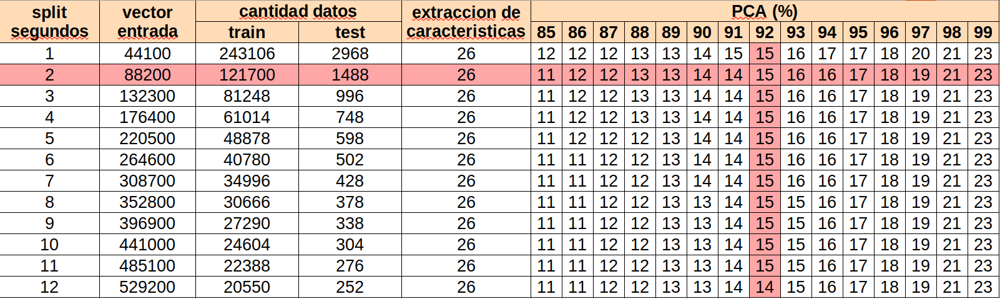 split segundos vector entrada cantidad datos extraccion de caracteristicas PCA (%)
train test 85 86 87 88 89 90 91 92 93 94 95 96 97 98 99
1 44100 243106 2968 26 12 12 12 13 13 14 15 15 16 17 17 18 20 21 23
2 88200 121700 1488 26 11 12 12 13 13 14 14 15 16 16 17 18 19 21 23
3 132300 81248 996 26 11 12 12 13 13 14 14 15 16 16 17 18 19 21 23
4 176400 61014 748 26 11 12 12 13 13 14 14 15 16 16 17 18 19 21 23
5 220500 48878 598 26 11 12 12 12 13 14 14 15 16 16 17 18 19 21 23
6 264600 40780 502 26 11 11 12 12 13 14 14 15 16 16 17 18 19 21 23
7 308700 34996 428 26 11 11 12 12 13 14 14 15 16 16 17 18 19 21 23
8 352800 30666 378 26 11 11 12 12 13 13 14 15 15 16 17 18 19 21 23
9 396900 27290 338 26 11 11 12 12 13 13 14 15 15 16 17 18 19 21 23
10 441000 24604 304 26 11 11 12 12 13 13 14 15 15 16 17 18 19 21 23
11 485100 22388 276 26 11 11 12 12 13 13 14 15 15 16 17 18 19 21 23
12 529200 20550 252 26 11 11 12 12 13 13 14 14 15 16 17 18 19 21 23